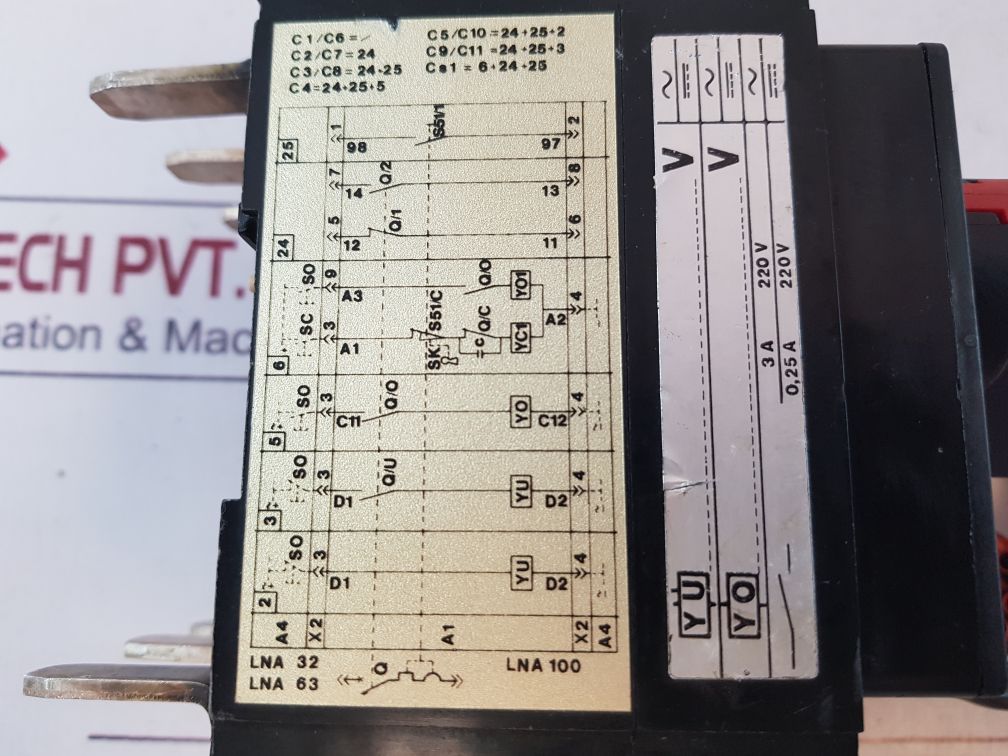 C1/C6 = –
C2/C7 = 24
C3/C8 = 24+25
C4 = 24+25+5
C5/C10 = 24+25+2
C9/C11 = 24+25+3
Cs1 = 6+24+25
25 1 98 S51/1 97 2
7 14 Q/2 13 8
24 5 12 Q/1 11 6
SO 9 A3 Q/O YO1
6 SC 3 A1 SK S51/C C Q/C YC1 A2 4
5 SO 3 C11 Q/O YO C12 4
3 SO 3 D1 Q/U YU D2 4
2 SO 3 D1 YU D2 4
A4 X2 A1 X2 A4
LNA 32
LNA 63
Q
LNA 100
V
V
YU
YO
3 A 220 V
0,25 A 220 V
ECH PVT.
ation & Mac